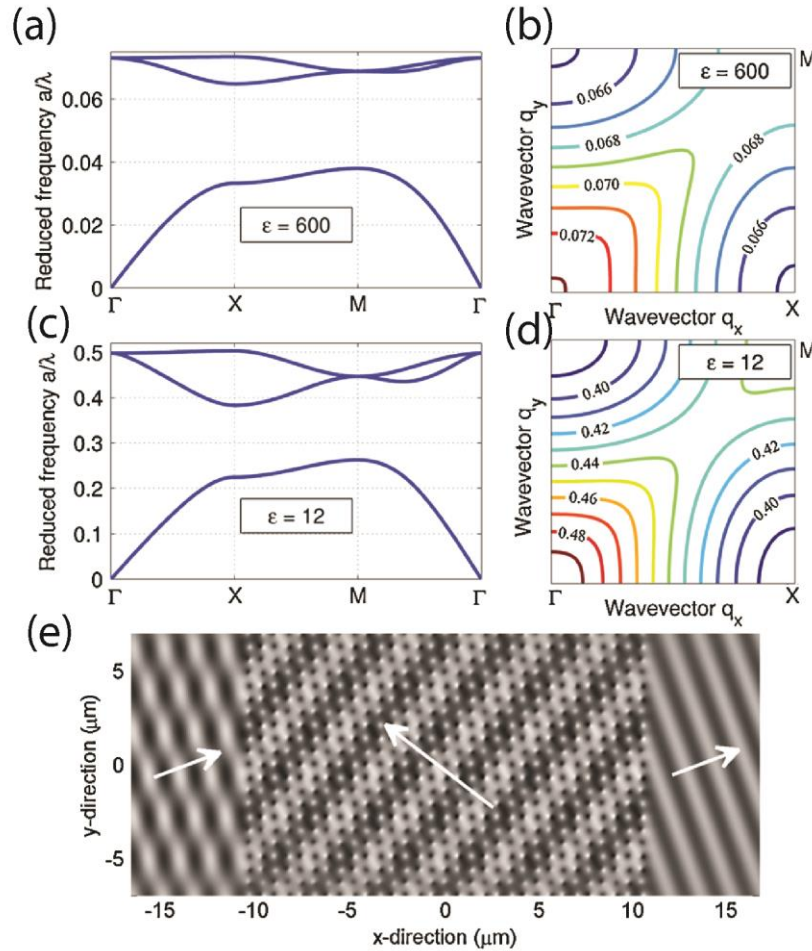 (a)
Reduced frequency a/λ
0.06
0.04
0.02
0
ε = 600
Γ
X
M
Γ
(b)
M
ε = 600
0.066
0.068
0.068
0.070
0.066
0.072
Wavevector q_y
Γ
Wavevector q_x
X
(c)
Reduced frequency a/λ
0.5
0.4
0.3
0.2
0.1
0
ε = 12
Γ
X
M
Γ
(d)
M
ε = 12
0.40
0.42
0.42
0.44
0.46
0.40
0.48
Wavevector q_y
Γ
Wavevector q_x
X
(e)
y-direction (μm)
5
0
-5
-15
-10
-5
0
5
10
15
x-direction (μm)